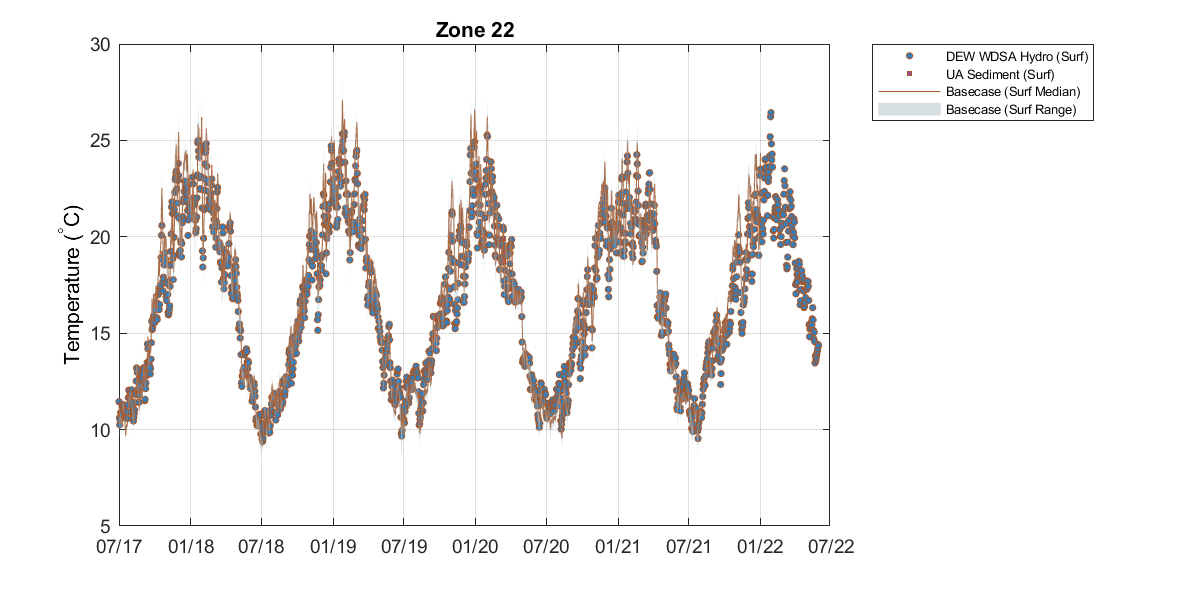 Zone 22
30
25
20
15
10
5
Temperature (°C)
07/17 01/18 07/18 01/19 07/19 01/20 07/20 01/21 07/21 01/22 07/22
DEW WDSA Hydro (Surf)
UA Sediment (Surf)
Basecase (Surf Median)
Basecase (Surf Range)